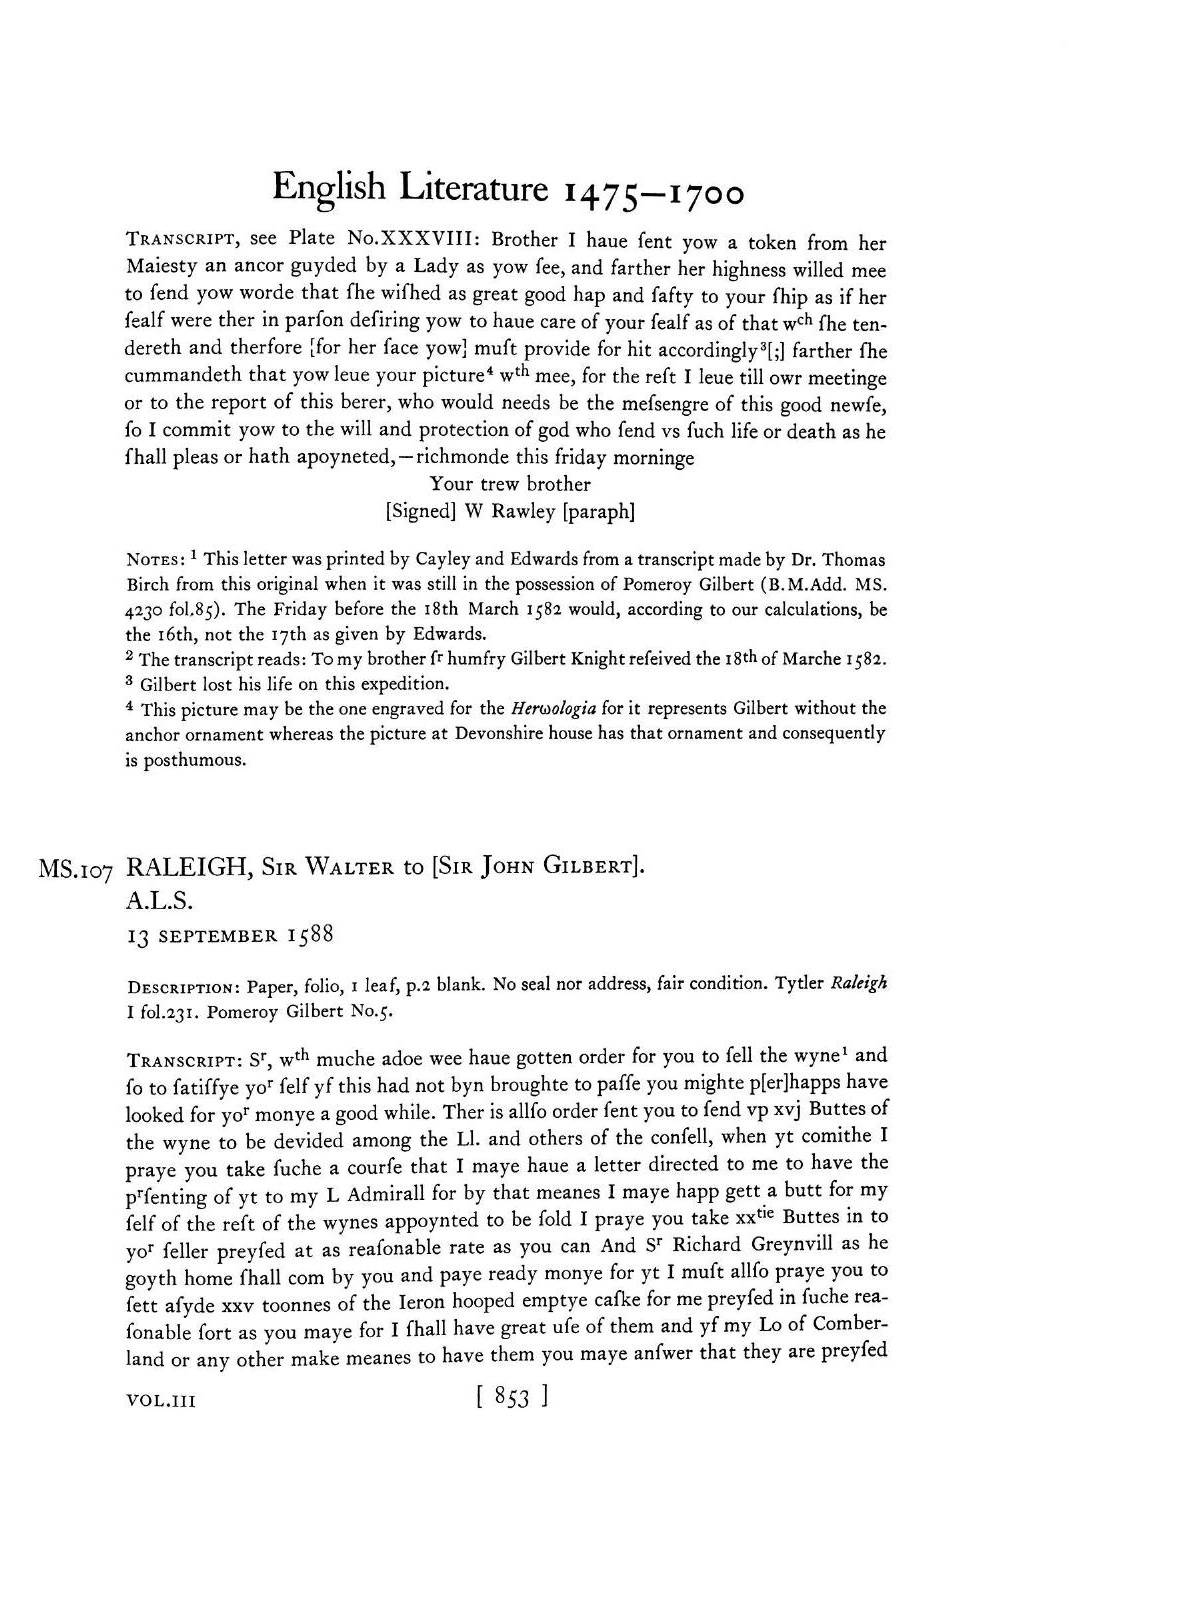 English Literature 1475—1700
TRANSCRIPT, see Plate No.XXXVIII: Brother I haue ſent yow a token from her
Maiesty an ancor guyded by a Lady as yow ſee, and farther her highness willed mee
to ſend yow worde that ſhe wiſhed as great good hap and ſafty to your ſhip as if her
ſealf were ther in parſon deſiring yow to haue care of your ſealf as of that wᶜʰ ſhe ten-
dereth and therfore [for her ſace yow] muſt provide for hit accordingly³[;] farther ſhe
cummandeth that yow leue your picture⁴ wᵗʰ mee, for the reſt I leue till owr meetinge
or to the report of this berer, who would needs be the meſsengre of this good newſe,
ſo I commit yow to the will and protection of god who ſend vs ſuch life or death as he
ſhall pleas or hath apoyneted,—richmonde this friday morninge
Your trew brother
[Signed] W Rawley [paraph]
NOTES: ¹ This letter was printed by Cayley and Edwards from a transcript made by Dr. Thomas
Birch from this original when it was still in the possession of Pomeroy Gilbert (B.M.Add. MS.
4230 fol.85). The Friday before the 18th March 1582 would, according to our calculations, be
the 16th, not the 17th as given by Edwards.
² The transcript reads: To my brother ſʳ humfry Gilbert Knight reſeived the 18ᵗʰ of Marche 1582.
³ Gilbert lost his life on this expedition.
⁴ This picture may be the one engraved for the Herωologia for it represents Gilbert without the
anchor ornament whereas the picture at Devonshire house has that ornament and consequently
is posthumous.
MS.107 RALEIGH, SIR WALTER to [SIR JOHN GILBERT].
A.L.S.
13 SEPTEMBER 1588
DESCRIPTION: Paper, folio, 1 leaf, p.2 blank. No seal nor address, fair condition. Tytler Raleigh
I fol.231. Pomeroy Gilbert No.5.
TRANSCRIPT: Sʳ, wᵗʰ muche adoe wee haue gotten order for you to ſell the wyne¹ and
ſo to ſatiſſye yoʳ ſelf yf this had not byn broughte to paſſe you mighte p[er]happs have
looked for yoʳ monye a good while. Ther is allſo order ſent you to ſend vp xvj Buttes of
the wyne to be devided among the Ll. and others of the conſell, when yt comithe I
praye you take ſuche a courſe that I maye haue a letter directed to me to have the
pʳſenting of yt to my L Admirall for by that meanes I maye happ gett a butt for my
ſelf of the reſt of the wynes appoynted to be ſold I praye you take xxᵗⁱᵉ Buttes in to
yoʳ ſeller preyſed at as reaſonable rate as you can And Sʳ Richard Greynvill as he
goyth home ſhall com by you and paye ready monye for yt I muſt allſo praye you to
ſett aſyde xxv toonnes of the Ieron hooped emptye caſke for me preyſed in ſuche rea-
ſonable ſort as you maye for I ſhall have great uſe of them and yf my Lo of Comber-
land or any other make meanes to have them you maye anſwer that they are preyſed
VOL.III [ 853 ]